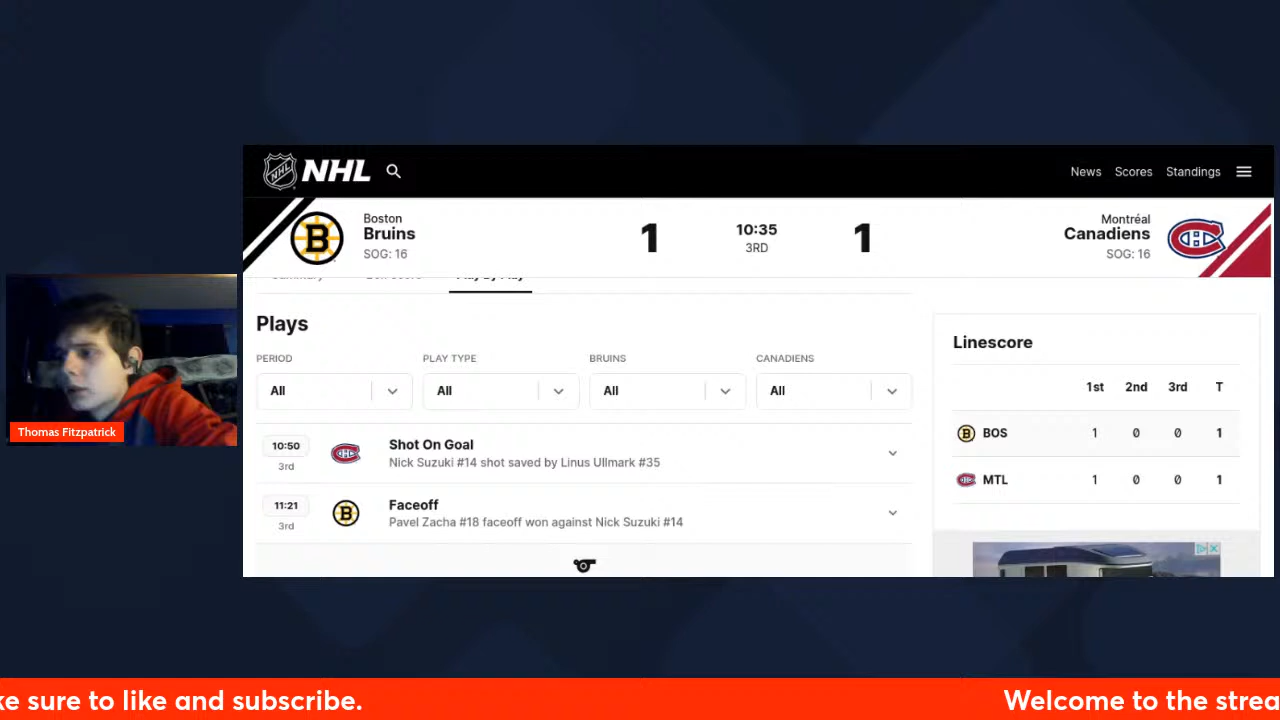 NHL
News Scores Standings
Boston
Bruins
SOG: 16
1
10:35
3RD
1
Montréal
Canadiens
SOG: 16
Play By Play
Plays
PERIOD
PLAY TYPE
BRUINS
CANADIENS
All
All
All
All
10:50
3rd
Shot On Goal
Nick Suzuki #14 shot saved by Linus Ullmark #35
11:21
3rd
Faceoff
Pavel Zacha #18 faceoff won against Nick Suzuki #14
Linescore
1st 2nd 3rd T
BOS 1 0 0 1
MTL 1 0 0 1
Thomas Fitzpatrick
ke sure to like and subscribe.
Welcome to the strea